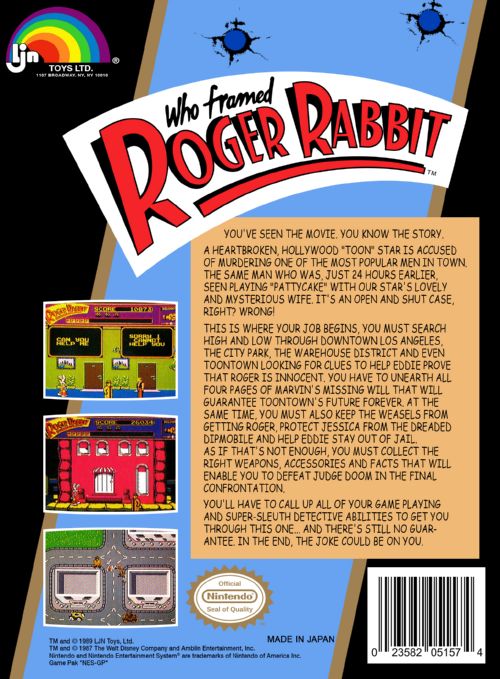 LJN
TOYS LTD.
1107 BROADWAY, NY, NY 10010
®
Who framed
ROGER RABBIT
TM
YOU'VE SEEN THE MOVIE. YOU KNOW THE STORY.
A HEARTBROKEN, HOLLYWOOD "TOON" STAR IS ACCUSED
OF MURDERING ONE OF THE MOST POPULAR MEN IN TOWN.
THE SAME MAN WHO WAS, JUST 24 HOURS EARLIER,
SEEN PLAYING "PATTYCAKE" WITH OUR STAR'S LOVELY
AND MYSTERIOUS WIFE. IT'S AN OPEN AND SHUT CASE,
RIGHT? WRONG!
THIS IS WHERE YOUR JOB BEGINS, YOU MUST SEARCH
HIGH AND LOW THROUGH DOWNTOWN LOS ANGELES,
THE CITY PARK, THE WAREHOUSE DISTRICT AND EVEN
TOONTOWN LOOKING FOR CLUES TO HELP EDDIE PROVE
THAT ROGER IS INNOCENT. YOU HAVE TO UNEARTH ALL
FOUR PAGES OF MARVIN'S MISSING WILL THAT WILL
GUARANTEE TOONTOWN'S FUTURE FOREVER. AT THE
SAME TIME, YOU MUST ALSO KEEP THE WEASELS FROM
GETTING ROGER, PROTECT JESSICA FROM THE DREADED
DIPMOBILE AND HELP EDDIE STAY OUT OF JAIL.
AS IF THAT'S NOT ENOUGH, YOU MUST COLLECT THE
RIGHT WEAPONS, ACCESSORIES AND FACTS THAT WILL
ENABLE YOU TO DEFEAT JUDGE DOOM IN THE FINAL
CONFRONTATION.
YOU'LL HAVE TO CALL UP ALL OF YOUR GAME PLAYING
AND SUPER-SLEUTH DETECTIVE ABILITIES TO GET YOU
THROUGH THIS ONE... AND THERE'S STILL NO GUAR-
ANTEE. IN THE END, THE JOKE COULD BE ON YOU.
ROGER RABBIT
SCORE 10873
CAN YOU
HELP ME
SORRY I
CANNOT
HELP YOU
ROGER RABBIT
SCORE 26034
Official
Nintendo
Seal of Quality
MADE IN JAPAN
TM and © 1989 LJN Toys, Ltd.
TM and © 1987 The Walt Disney Company and Amblin Entertainment, Inc.
Nintendo and Nintendo Entertainment System® are trademarks of Nintendo of America Inc.
Game Pak "NES-GP"
0 23582 05157 4